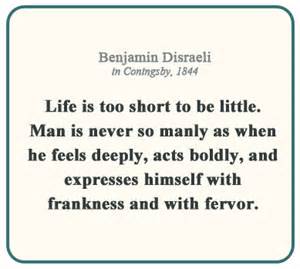 Benjamin Disraeli
in Coningsby, 1844
Life is too short to be little.
Man is never so manly as when
he feels deeply, acts boldly, and
expresses himself with
frankness and with fervor.